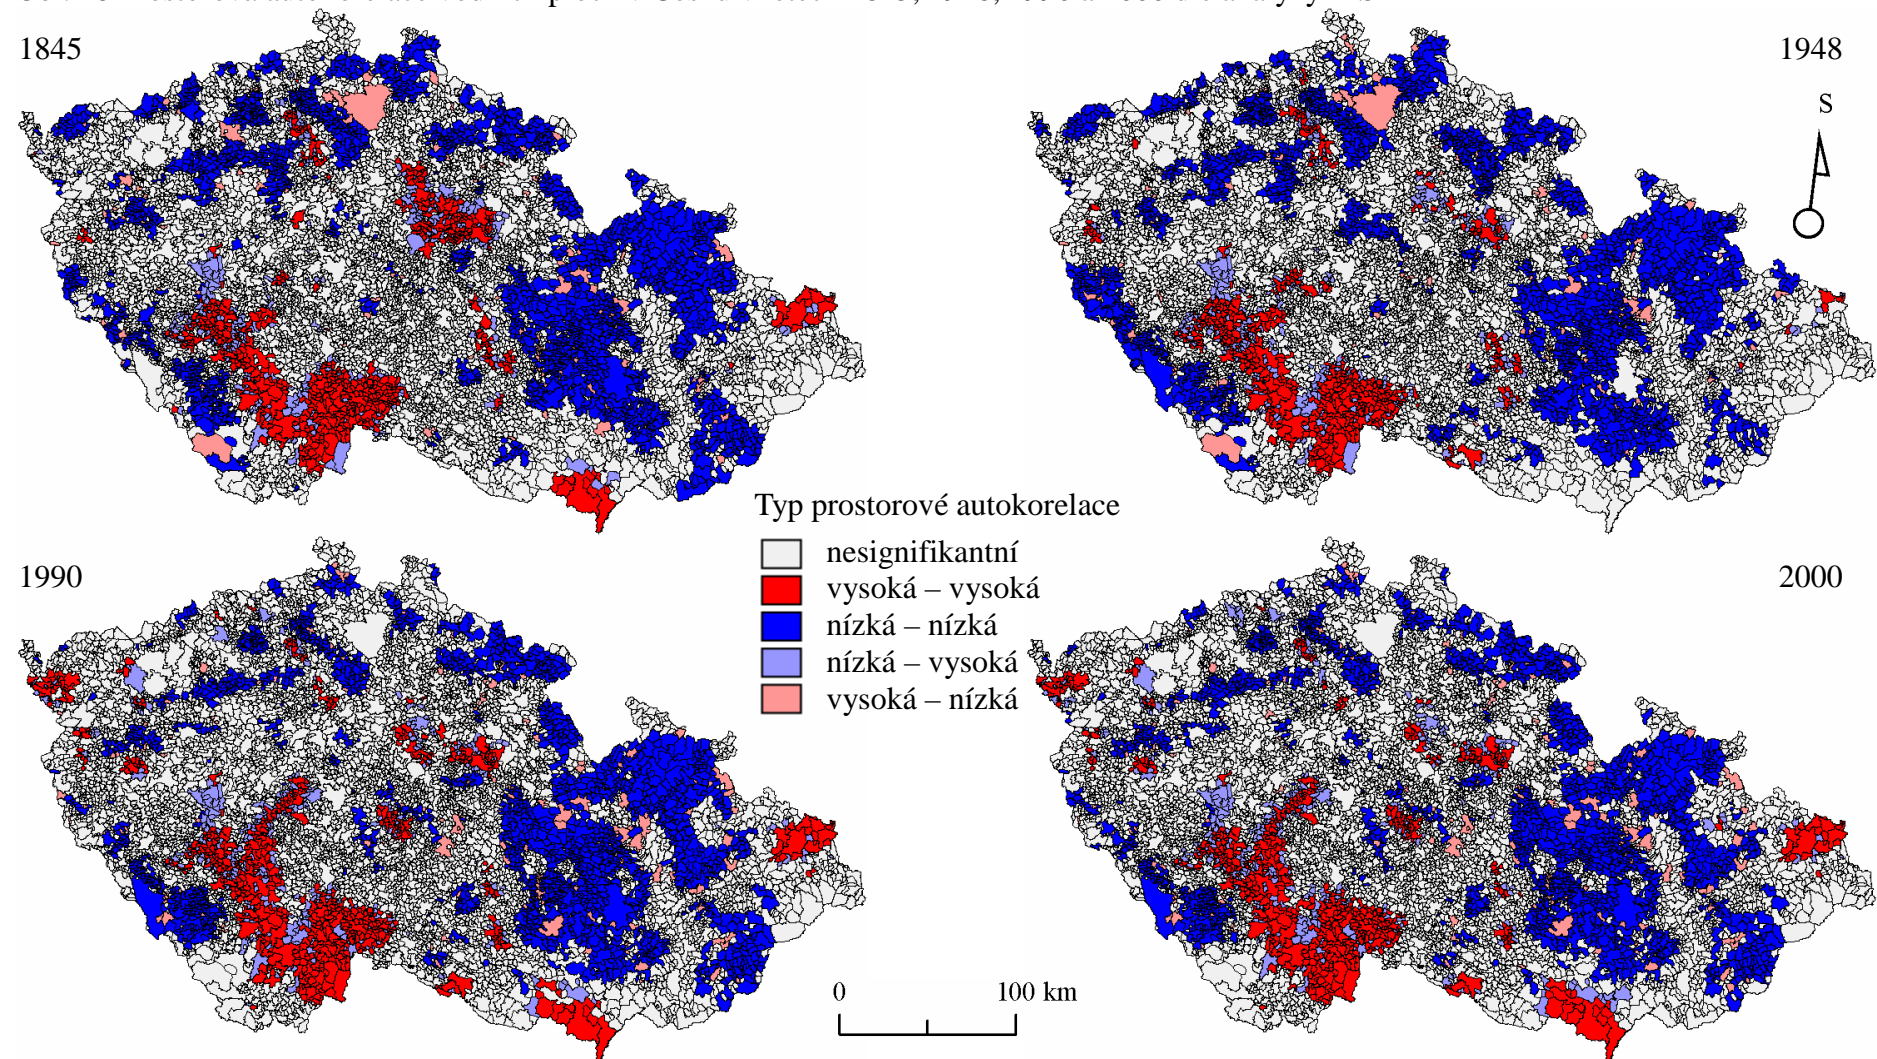 1845
1948
S
Typ prostorové autokorelace
nesignifikantní
vysoká – vysoká
nízká – nízká
nízká – vysoká
vysoká – nízká
1990
2000
0 100 km